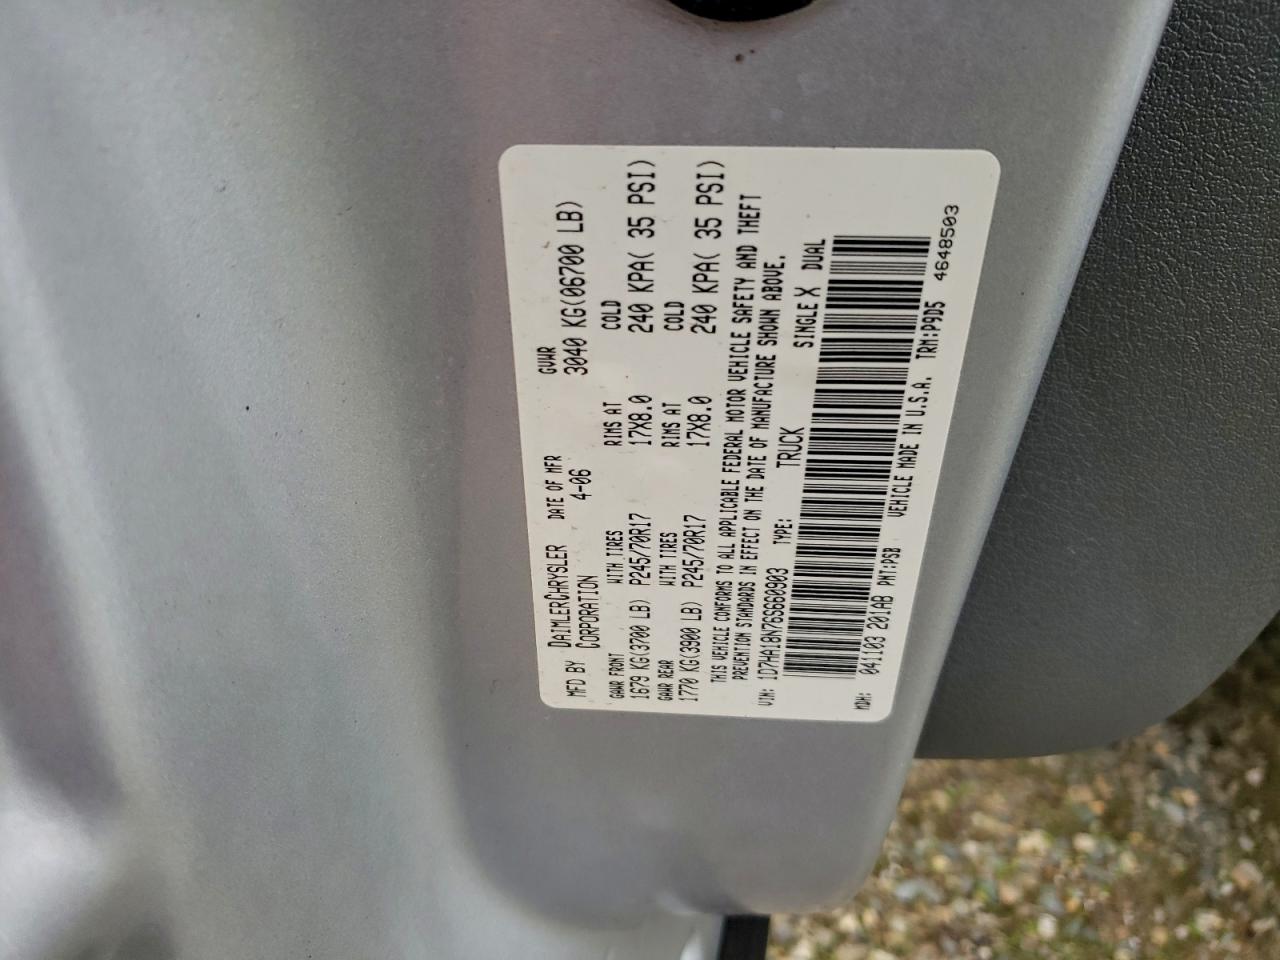 MFD BY DAIMLERCHRYSLER CORPORATION DATE OF MFR 4-06 GVWR 3040 KG(06700 LB)
GAWR FRONT WITH TIRES RIMS AT COLD
1679 KG(3700 LB) P245/70R17 17X8.0 240 KPA( 35 PSI)
GAWR REAR WITH TIRES RIMS AT COLD
1770 KG(3900 LB) P245/70R17 17X8.0 240 KPA( 35 PSI)
THIS VEHICLE CONFORMS TO ALL APPLICABLE FEDERAL MOTOR VEHICLE SAFETY AND THEFT
PREVENTION STANDARDS IN EFFECT ON THE DATE OF MANUFACTURE SHOWN ABOVE.
VIN: 1D7HA18N76S660903 TYPE: TRUCK SINGLE X DUAL
MDH: 041103 201AB PNT:PSB VEHICLE MADE IN U.S.A. TRM:P9D5 4648503